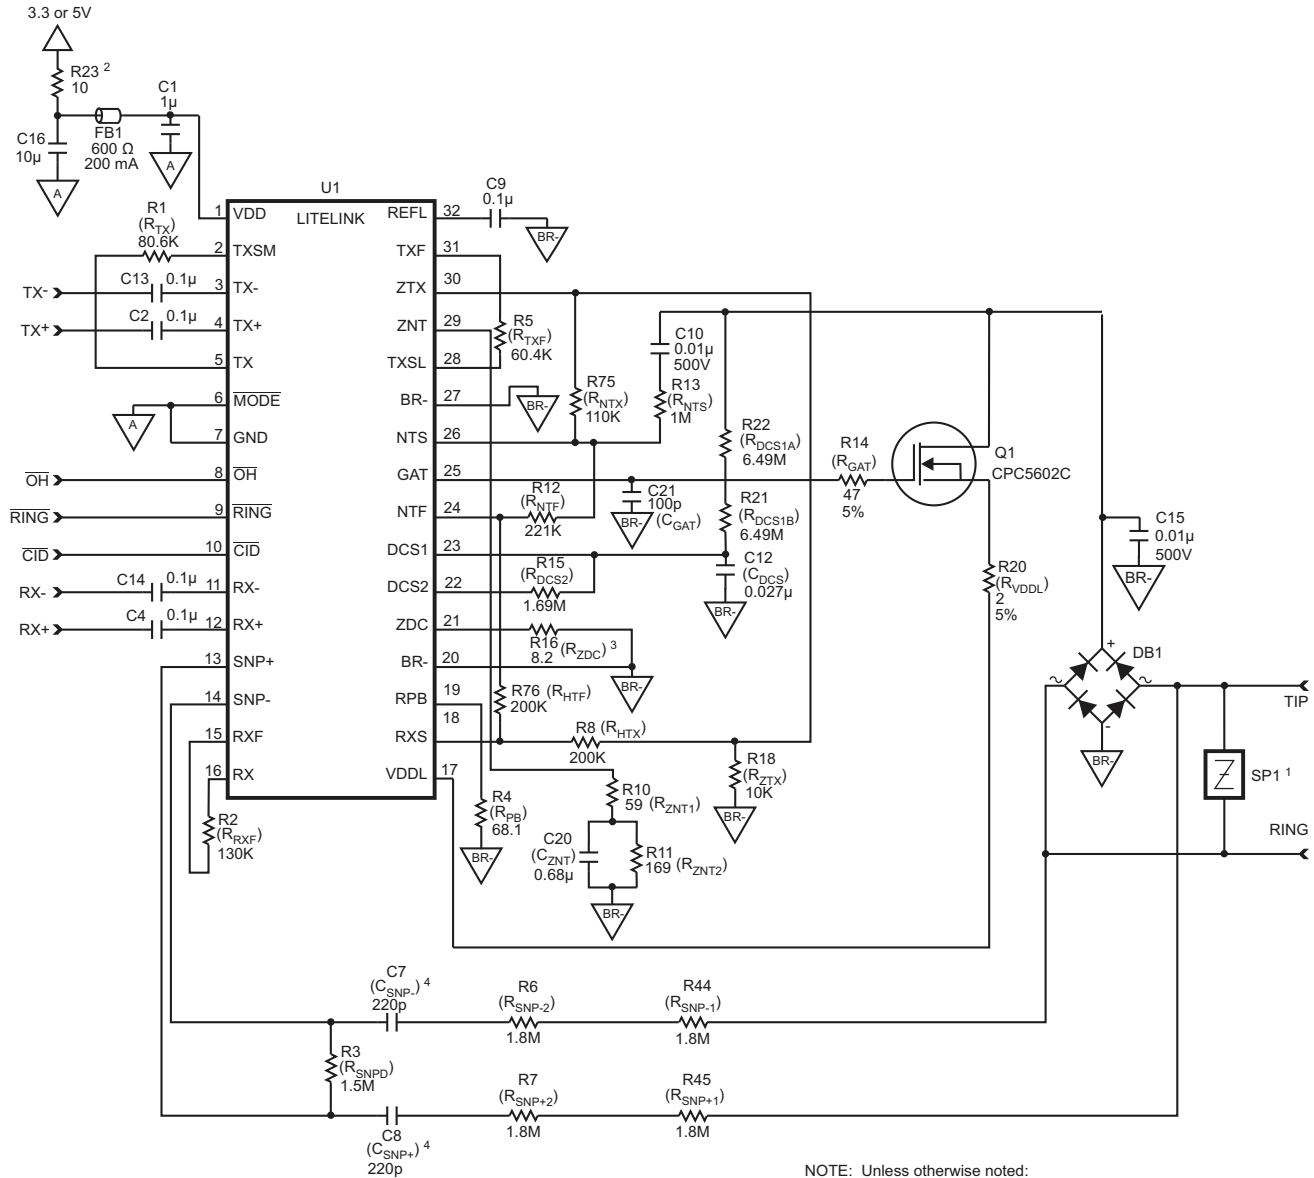 3.3 or 5V
R23 2
10
C1
1µ
C16
10µ
FB1
600 Ω
200 mA
A
A
U1
LITELINK
R1
(RTX)
80.6K
1 VDD
2 TXSM
TX- C13 0.1µ 3 TX-
TX+ C2 0.1µ 4 TX+
5 TX
6 MODE
A
7 GND
OH 8 OH
RING 9 RING
CID 10 CID
RX- C14 0.1µ 11 RX-
RX+ C4 0.1µ 12 RX+
13 SNP+
14 SNP-
15 RXF
16 RX
R2
(RRXF)
130K
REFL 32
C9
0.1µ
BR-
TXF 31
ZTX 30
ZNT 29
R5
(RTXF)
60.4K
TXSL 28
BR- 27
BR-
NTS 26
GAT 25
NTF 24
DCS1 23
DCS2 22
ZDC 21
BR- 20
RPB 19
RXS 18
VDDL 17
R75
(RNTX)
110K
C10
0.01µ
500V
R13
(RNTS)
1M
R22
(RDCS1A)
6.49M
R14
(RGAT)
47
5%
Q1
CPC5602C
R12
(RNTF)
221K
C21
100p
(CGAT)
BR-
R21
(RDCS1B)
6.49M
R15
(RDCS2)
1.69M
C12
(CDCS)
0.027µ
BR-
C15
0.01µ
500V
BR-
R20
(RVDDL)
2
5%
R16 (RZDC) 3
8.2
BR-
R76 (RHTF)
200K
R8 (RHTX)
200K
R18
(RZTX)
10K
BR-
DB1
+
~ ~
-
BR-
TIP
SP1 1
RING
R10
59 (RZNT1)
R4
(RPB)
68.1
BR-
C20
(CZNT)
0.68µ
R11
169 (RZNT2)
BR-
C7
(CSNP-) 4
220p
R6
(RSNP-2)
1.8M
R44
(RSNP-1)
1.8M
R3
(RSNPD)
1.5M
R7
(RSNP+2)
1.8M
R45
(RSNP+1)
1.8M
C8
(CSNP+) 4
220p
NOTE: Unless otherwise noted: